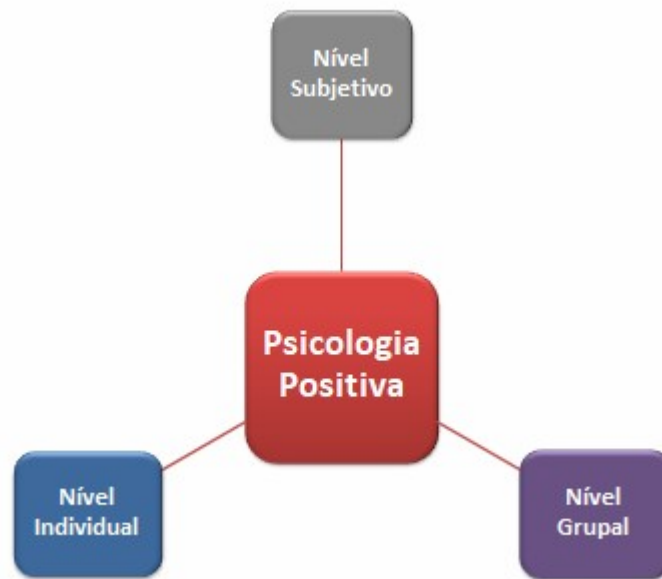 Nível
Subjetivo
Psicologia
Positiva
Nível
Individual
Nível
Grupal